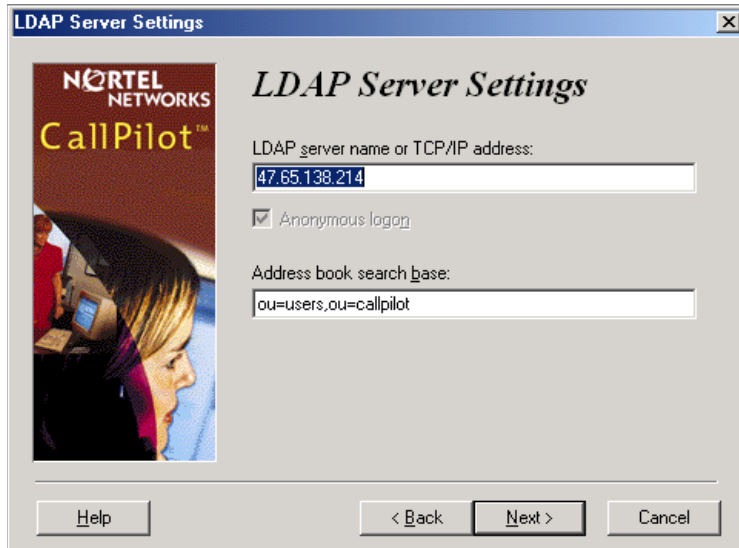 LDAP Server Settings
NORTEL
NETWORKS
CallPilot™
LDAP Server Settings
LDAP server name or TCP/IP address:
47.65.138.214
Anonymous logon
Address book search base:
ou=users,ou=callpilot
Help
< Back
Next >
Cancel